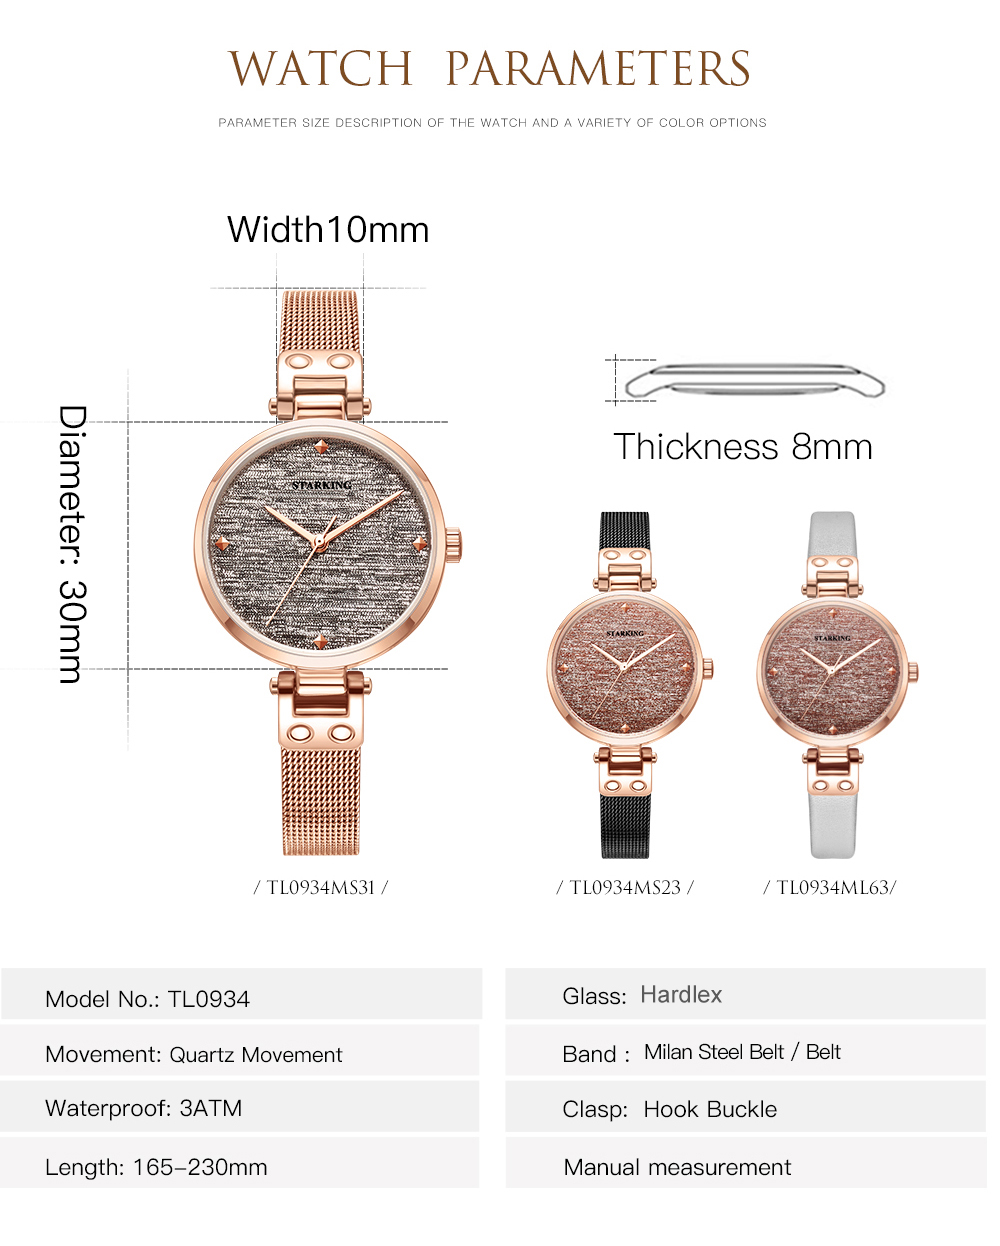 WATCH PARAMETERS
PARAMETER SIZE DESCRIPTION OF THE WATCH AND A VARIETY OF COLOR OPTIONS
Width10mm
Diameter: 30mm
STARKING
Thickness 8mm
STARKING
STARKING
/ TL0934MS31 /
/ TL0934MS23 /
/ TL0934ML63/
Model No.: TL0934
Glass: Hardlex
Movement: Quartz Movement
Band : Milan Steel Belt / Belt
Waterproof: 3ATM
Clasp: Hook Buckle
Length: 165-230mm
Manual measurement